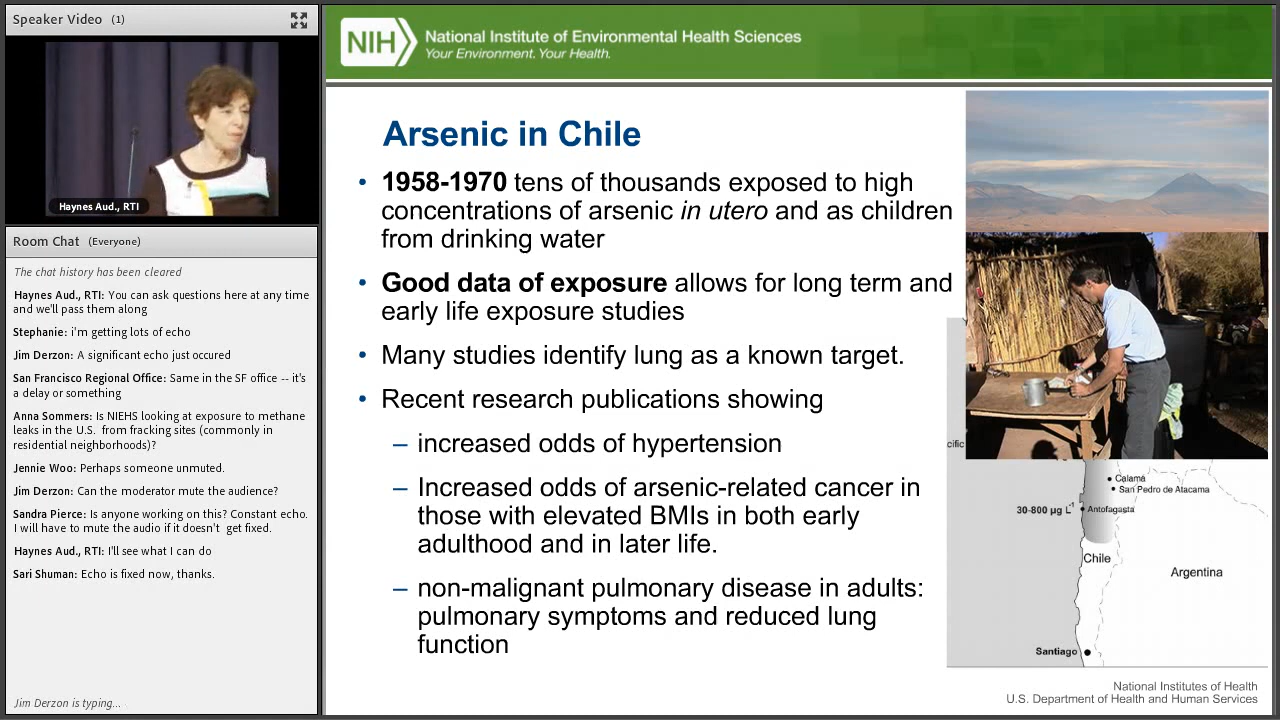 Speaker Video (1)
Haynes Aud., RTI
Room Chat (Everyone)
The chat history has been cleared
Haynes Aud., RTI: You can ask questions here at any time
and we'll pass them along
Stephanie: i'm getting lots of echo
Jim Derzon: A significant echo just occured
San Francisco Regional Office: Same in the SF office -- it's
a delay or something
Anna Sommers: Is NIEHS looking at exposure to methane
leaks in the U.S. from fracking sites (commonly in
residential neighborhoods)?
Jennie Woo: Perhaps someone unmuted.
Jim Derzon: Can the moderator mute the audience?
Sandra Pierce: Is anyone working on this? Constant echo.
I will have to mute the audio if it doesn't get fixed.
Haynes Aud., RTI: I'll see what I can do
Sari Shuman: Echo is fixed now, thanks.
Jim Derzon is typing...
NIH
National Institute of Environmental Health Sciences
Your Environment. Your Health.
Arsenic in Chile
• 1958-1970 tens of thousands exposed to high
concentrations of arsenic in utero and as children
from drinking water
• Good data of exposure allows for long term and
early life exposure studies
• Many studies identify lung as a known target.
• Recent research publications showing
– increased odds of hypertension
– Increased odds of arsenic-related cancer in
those with elevated BMIs in both early
adulthood and in later life.
– non-malignant pulmonary disease in adults:
pulmonary symptoms and reduced lung
function
cific
Calama
San Pedro de Atacama
30-800 µg L⁻¹
Antofagasta
Chile
Argentina
Santiago
National Institutes of Health
U.S. Department of Health and Human Services